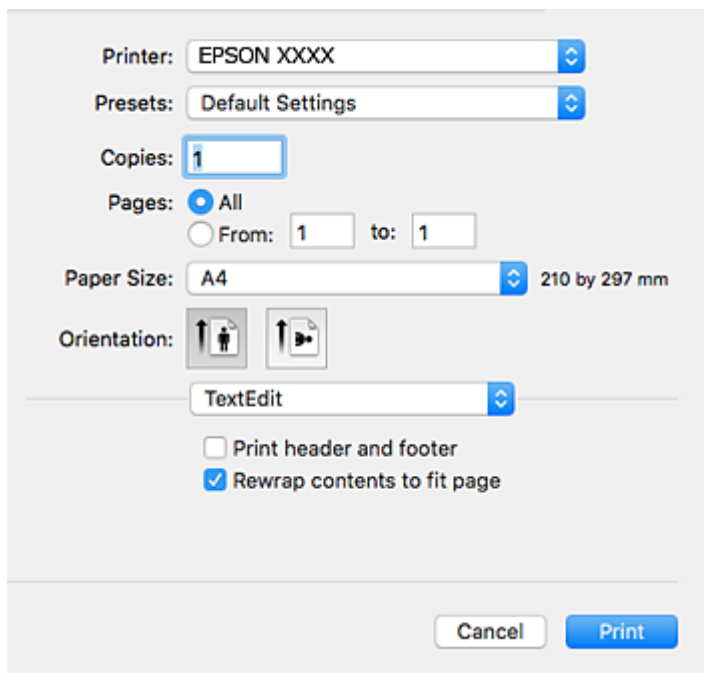 Printer: EPSON XXXX
Presets: Default Settings
Copies: 1
Pages: All
From: 1 to: 1
Paper Size: A4 210 by 297 mm
Orientation:
TextEdit
Print header and footer
Rewrap contents to fit page
Cancel Print